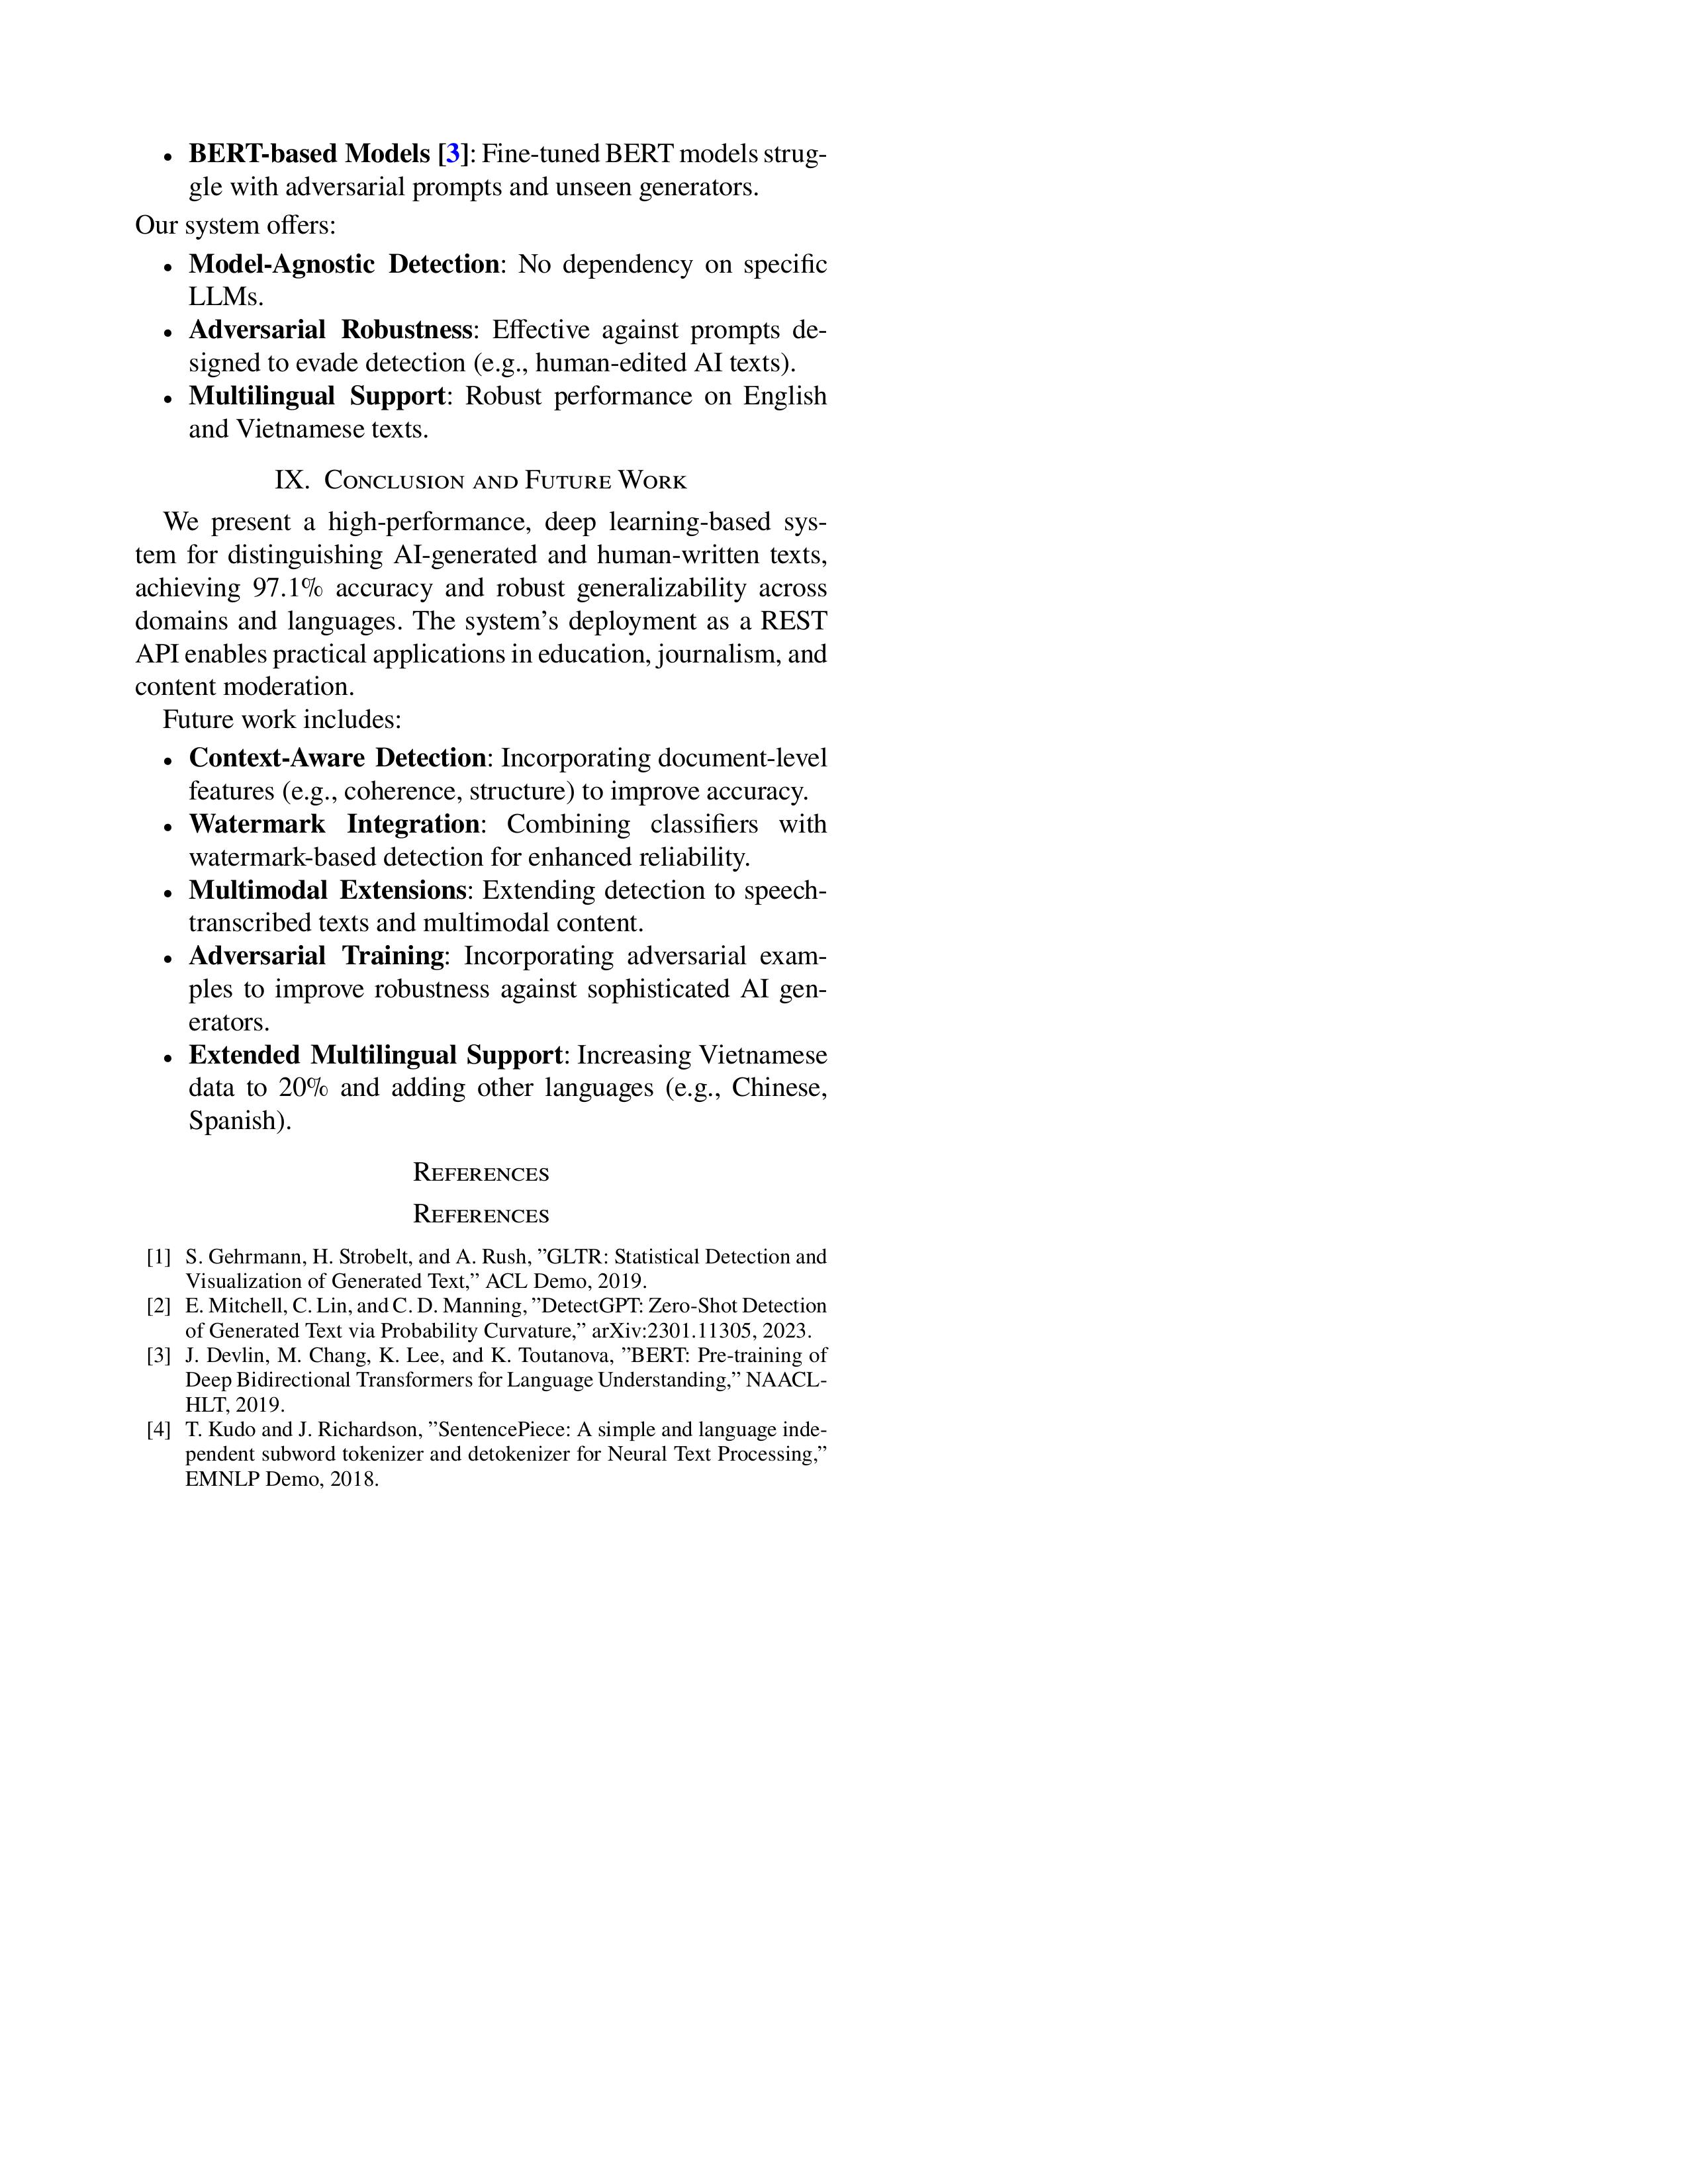 • BERT-based Models [3]: Fine-tuned BERT models strug-
gle with adversarial prompts and unseen generators.
Our system offers:
• Model-Agnostic Detection: No dependency on specific
LLMs.
• Adversarial Robustness: Effective against prompts de-
signed to evade detection (e.g., human-edited AI texts).
• Multilingual Support: Robust performance on English
and Vietnamese texts.
IX. Conclusion and Future Work
We present a high-performance, deep learning-based sys-
tem for distinguishing AI-generated and human-written texts,
achieving 97.1% accuracy and robust generalizability across
domains and languages. The system's deployment as a REST
API enables practical applications in education, journalism, and
content moderation.
Future work includes:
• Context-Aware Detection: Incorporating document-level
features (e.g., coherence, structure) to improve accuracy.
• Watermark Integration: Combining classifiers with
watermark-based detection for enhanced reliability.
• Multimodal Extensions: Extending detection to speech-
transcribed texts and multimodal content.
• Adversarial Training: Incorporating adversarial exam-
ples to improve robustness against sophisticated AI gen-
erators.
• Extended Multilingual Support: Increasing Vietnamese
data to 20% and adding other languages (e.g., Chinese,
Spanish).
References
References
[1] S. Gehrmann, H. Strobelt, and A. Rush, ”GLTR: Statistical Detection and
Visualization of Generated Text,” ACL Demo, 2019.
[2] E. Mitchell, C. Lin, and C. D. Manning, ”DetectGPT: Zero-Shot Detection
of Generated Text via Probability Curvature,” arXiv:2301.11305, 2023.
[3] J. Devlin, M. Chang, K. Lee, and K. Toutanova, ”BERT: Pre-training of
Deep Bidirectional Transformers for Language Understanding,” NAACL-
HLT, 2019.
[4] T. Kudo and J. Richardson, ”SentencePiece: A simple and language inde-
pendent subword tokenizer and detokenizer for Neural Text Processing,”
EMNLP Demo, 2018.